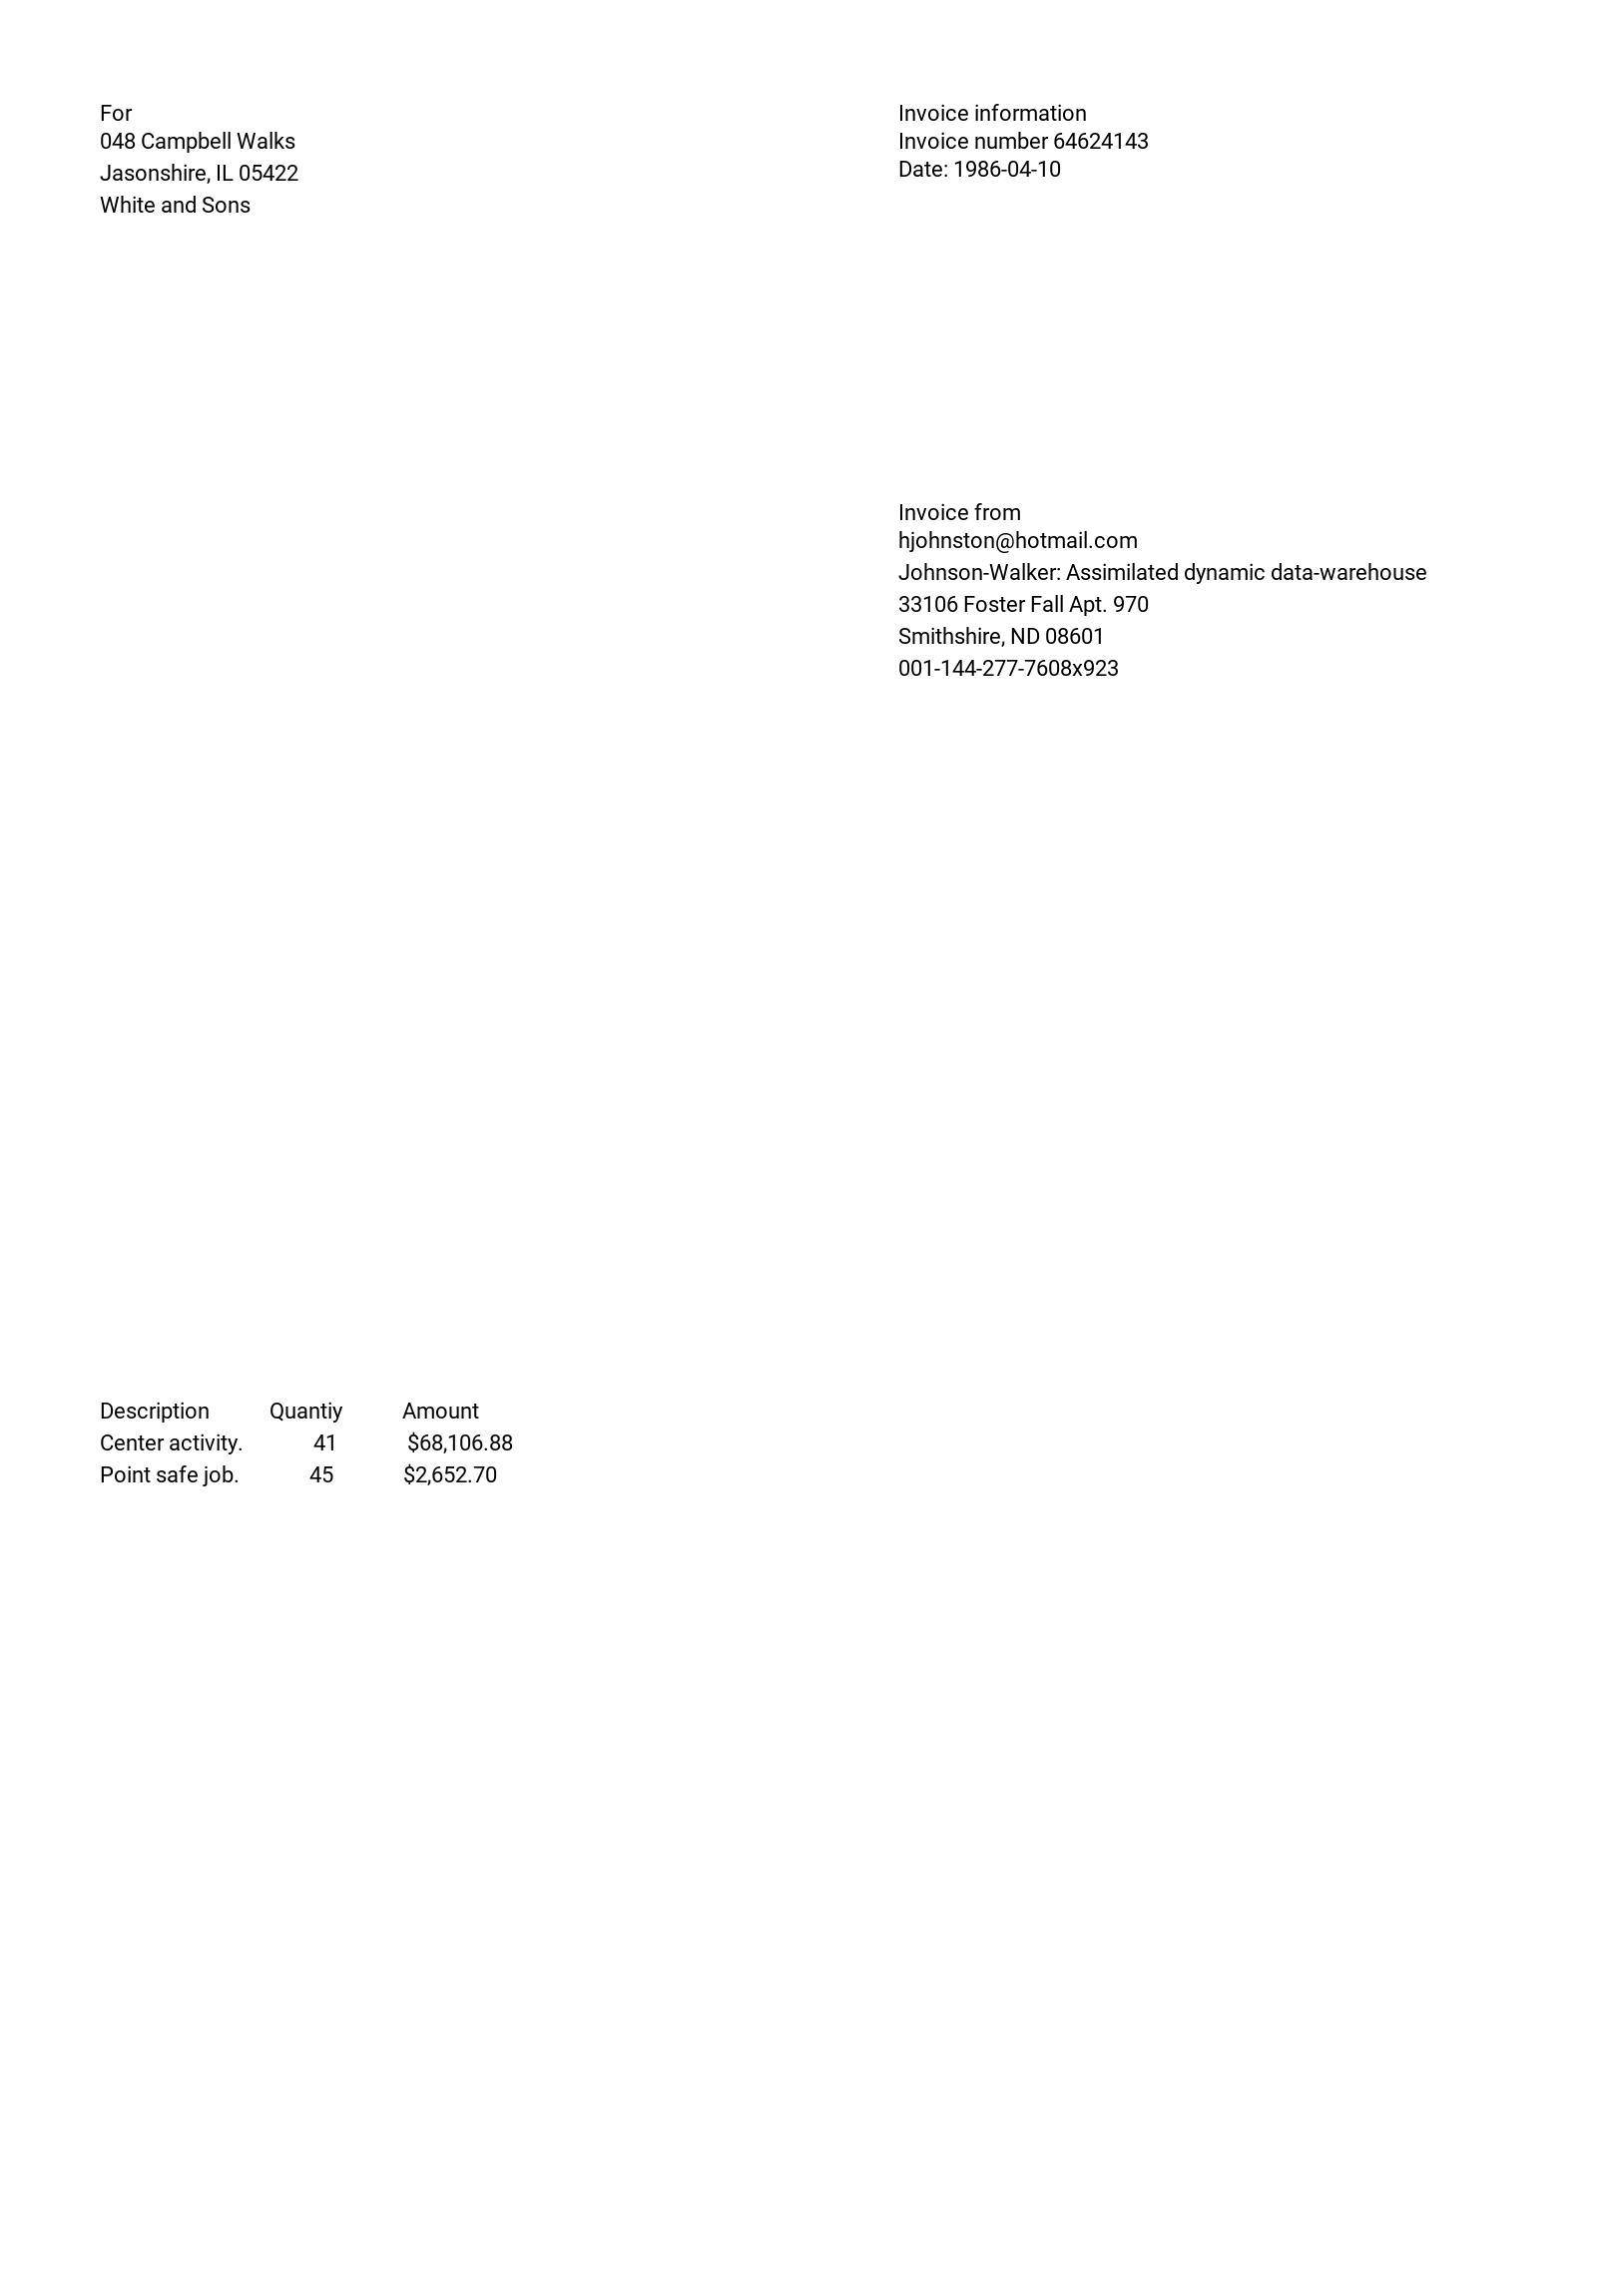 For
048 Campbell Walks
Jasonshire, IL 05422
White and Sons
Invoice information
Invoice number 64624143
Date: 1986-04-10
Invoice from
hjohnston@hotmail.com
Johnson-Walker: Assimilated dynamic data-warehouse
33106 Foster Fall Apt. 970
Smithshire, ND 08601
001-144-277-7608x923
Description Quantiy Amount
Center activity. 41 $68,106.88
Point safe job. 45 $2,652.70